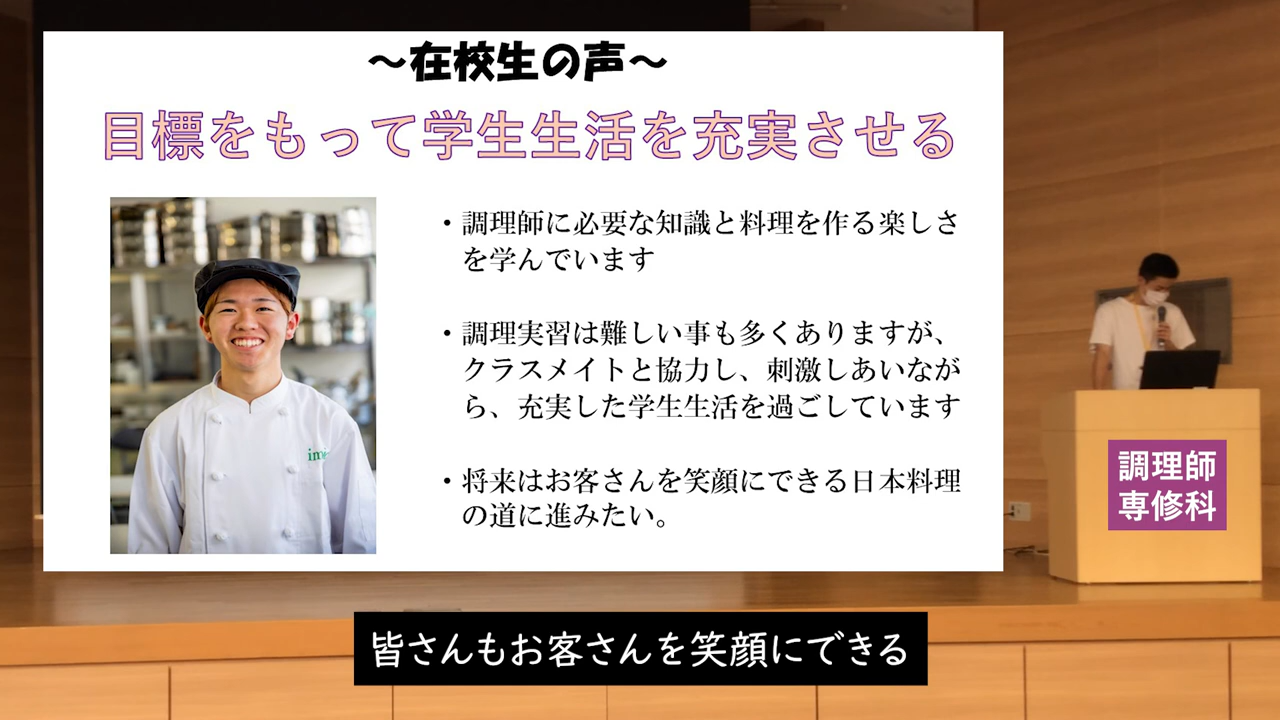 ～在校生の声～
目標をもって学生生活を充実させる
・調理師に必要な知識と料理を作る楽しさ
を学んでいます
・調理実習は難しい事も多くありますが、
クラスメイトと協力し、刺激しあいなが
ら、充実した学生生活を過ごしています
・将来はお客さんを笑顔にできる日本料理
の道に進みたい。
調理師
専修科
皆さんもお客さんを笑顔にできる